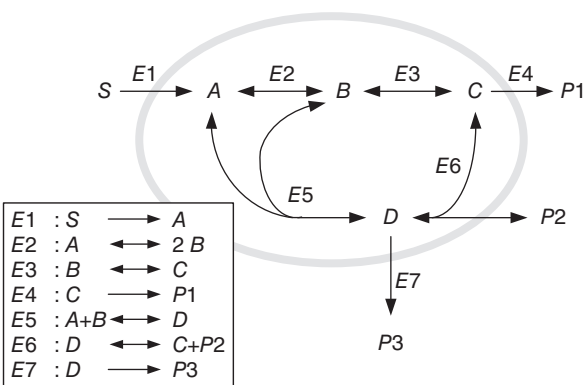 E1 E2 E3 E4
S A B C P1
E6
E5
D P2
E7
P3
E1 : S → A
E2 : A ↔ 2 B
E3 : B ↔ C
E4 : C → P1
E5 : A+B ↔ D
E6 : D ↔ C+P2
E7 : D → P3